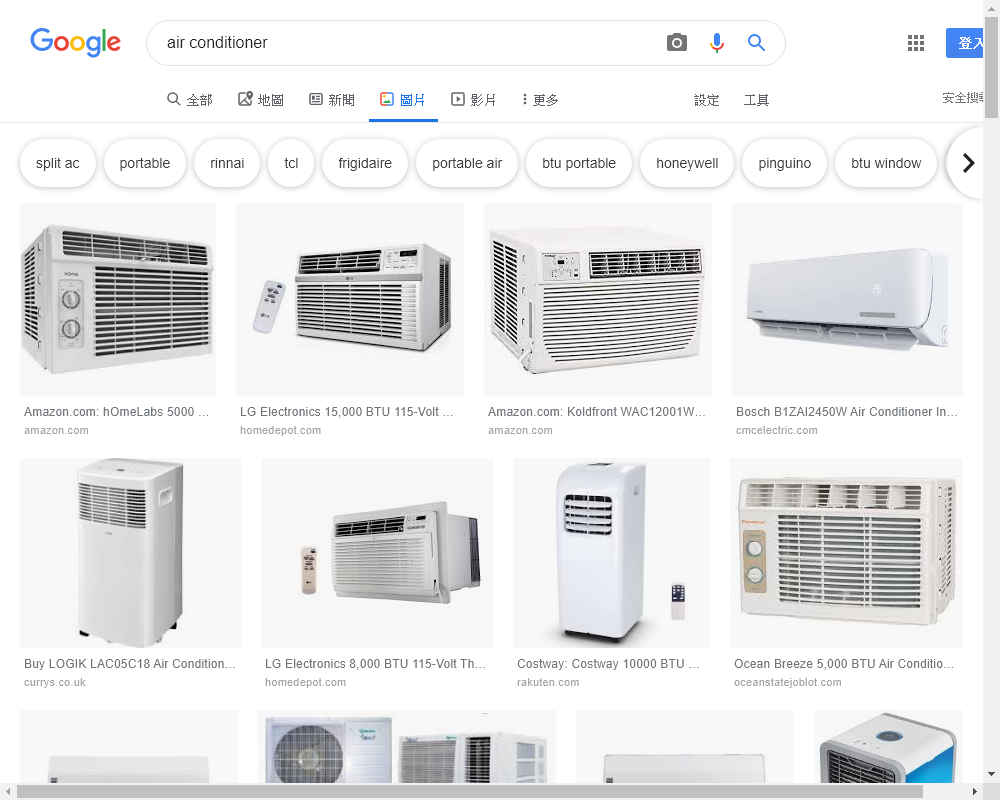 Google
air conditioner
登入
全部
地圖
新聞
圖片
影片
更多
設定
工具
安全搜尋
split ac
portable
rinnai
tcl
frigidaire
portable air
btu portable
honeywell
pinguino
btu window
Amazon.com: hOmeLabs 5000 ...
amazon.com
LG Electronics 15,000 BTU 115-Volt ...
homedepot.com
Amazon.com: Koldfront WAC12001W...
amazon.com
Bosch B1ZAI2450W Air Conditioner In...
cmcelectric.com
Buy LOGIK LAC05C18 Air Condition...
currys.co.uk
LG Electronics 8,000 BTU 115-Volt Th...
homedepot.com
Costway: Costway 10000 BTU ...
rakuten.com
Ocean Breeze 5,000 BTU Air Conditio...
oceanstatejoblot.com